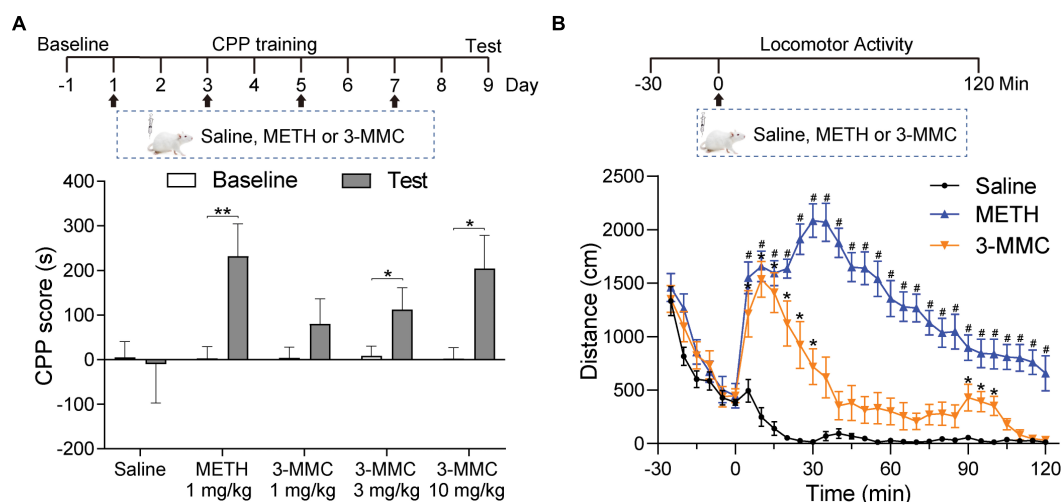 A
Baseline CPP training Test
-1 1 2 3 4 5 6 7 8 9 Day
Saline, METH or 3-MMC
Baseline Test
CPP score (s)
400
300
200
100
0
-100
-200
** * *
Saline METH 3-MMC 3-MMC 3-MMC
1 mg/kg 1 mg/kg 3 mg/kg 10 mg/kg
B
Locomotor Activity
-30 0 120 Min
Saline, METH or 3-MMC
Saline
METH
3-MMC
Distance (cm)
2500
2000
1500
1000
500
0
# # # # # # # # # # # # # # # # # # # # # # # #
* * * * * * * * *
-30 0 30 60 90 120
Time (min)